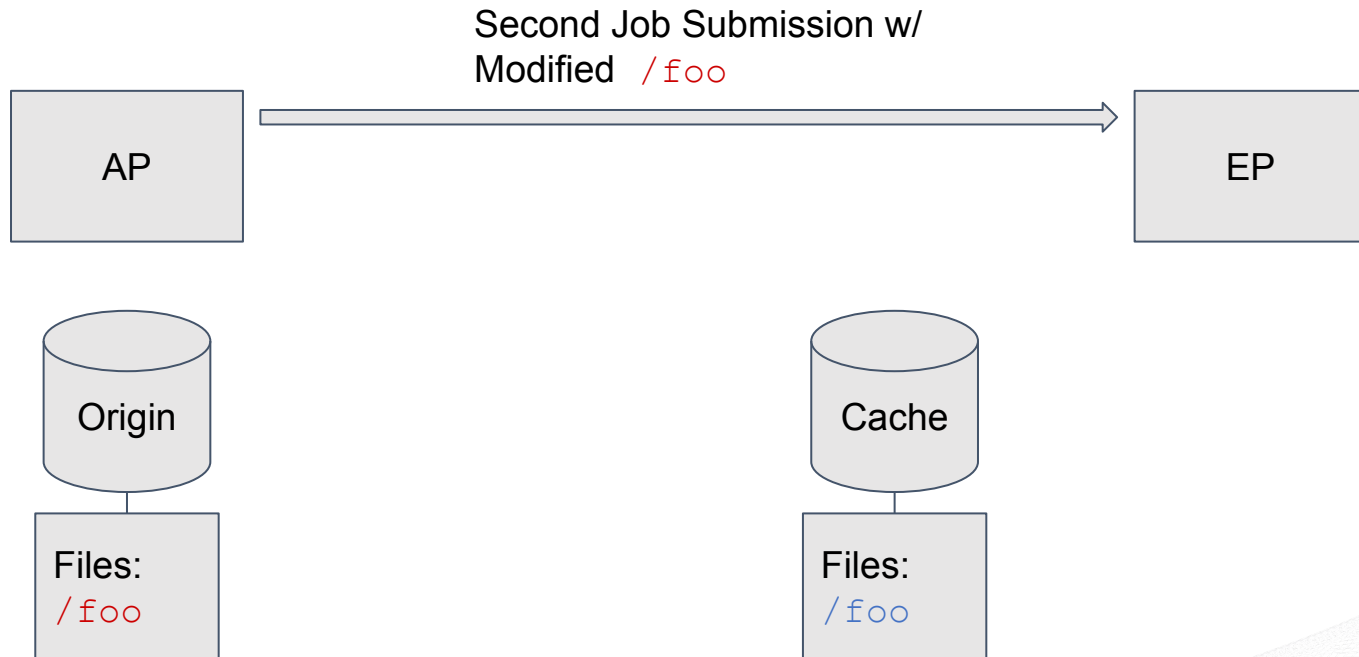 Second Job Submission w/
Modified /foo
AP
EP
Origin
Cache
Files:
/foo
Files:
/foo